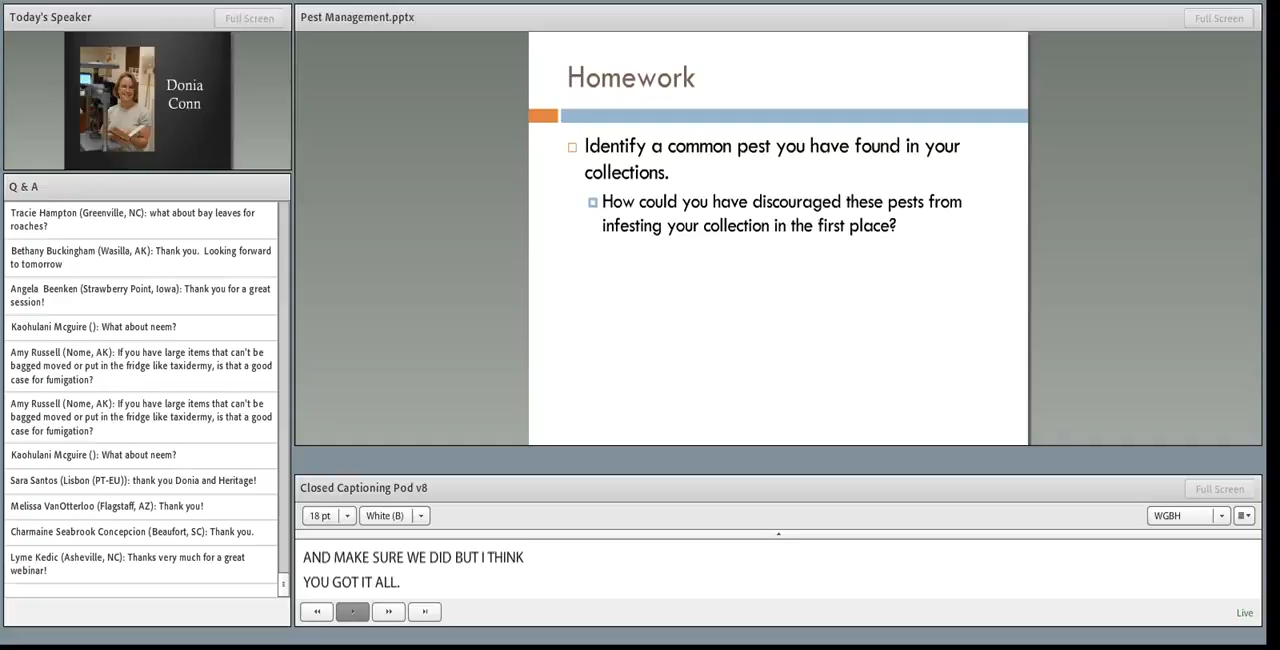 Today's Speaker
Full Screen
Donia
Conn
Q & A
Tracie Hampton (Greenville, NC): what about bay leaves for
roaches?
Bethany Buckingham (Wasilla, AK): Thank you. Looking forward
to tomorrow
Angela Beenken (Strawberry Point, Iowa): Thank you for a great
session!
Kaohulani Mcguire (): What about neem?
Amy Russell (Nome, AK): If you have large items that can't be
bagged moved or put in the fridge like taxidermy, is that a good
case for fumigation?
Amy Russell (Nome, AK): If you have large items that can't be
bagged moved or put in the fridge like taxidermy, is that a good
case for fumigation?
Kaohulani Mcguire (): What about neem?
Sara Santos (Lisbon (PT-EU)): thank you Donia and Heritage!
Melissa VanOtterloo (Flagstaff, AZ): Thank you!
Charmaine Seabrook Concepcion (Beaufort, SC): Thank you.
Lyme Kedic (Asheville, NC): Thanks very much for a great
webinar!
Pest Management.pptx
Full Screen
Homework
Identify a common pest you have found in your
collections.
How could you have discouraged these pests from
infesting your collection in the first place?
Closed Captioning Pod v8
Full Screen
18 pt
White (B)
WGBH
AND MAKE SURE WE DID BUT I THINK
YOU GOT IT ALL.
Live